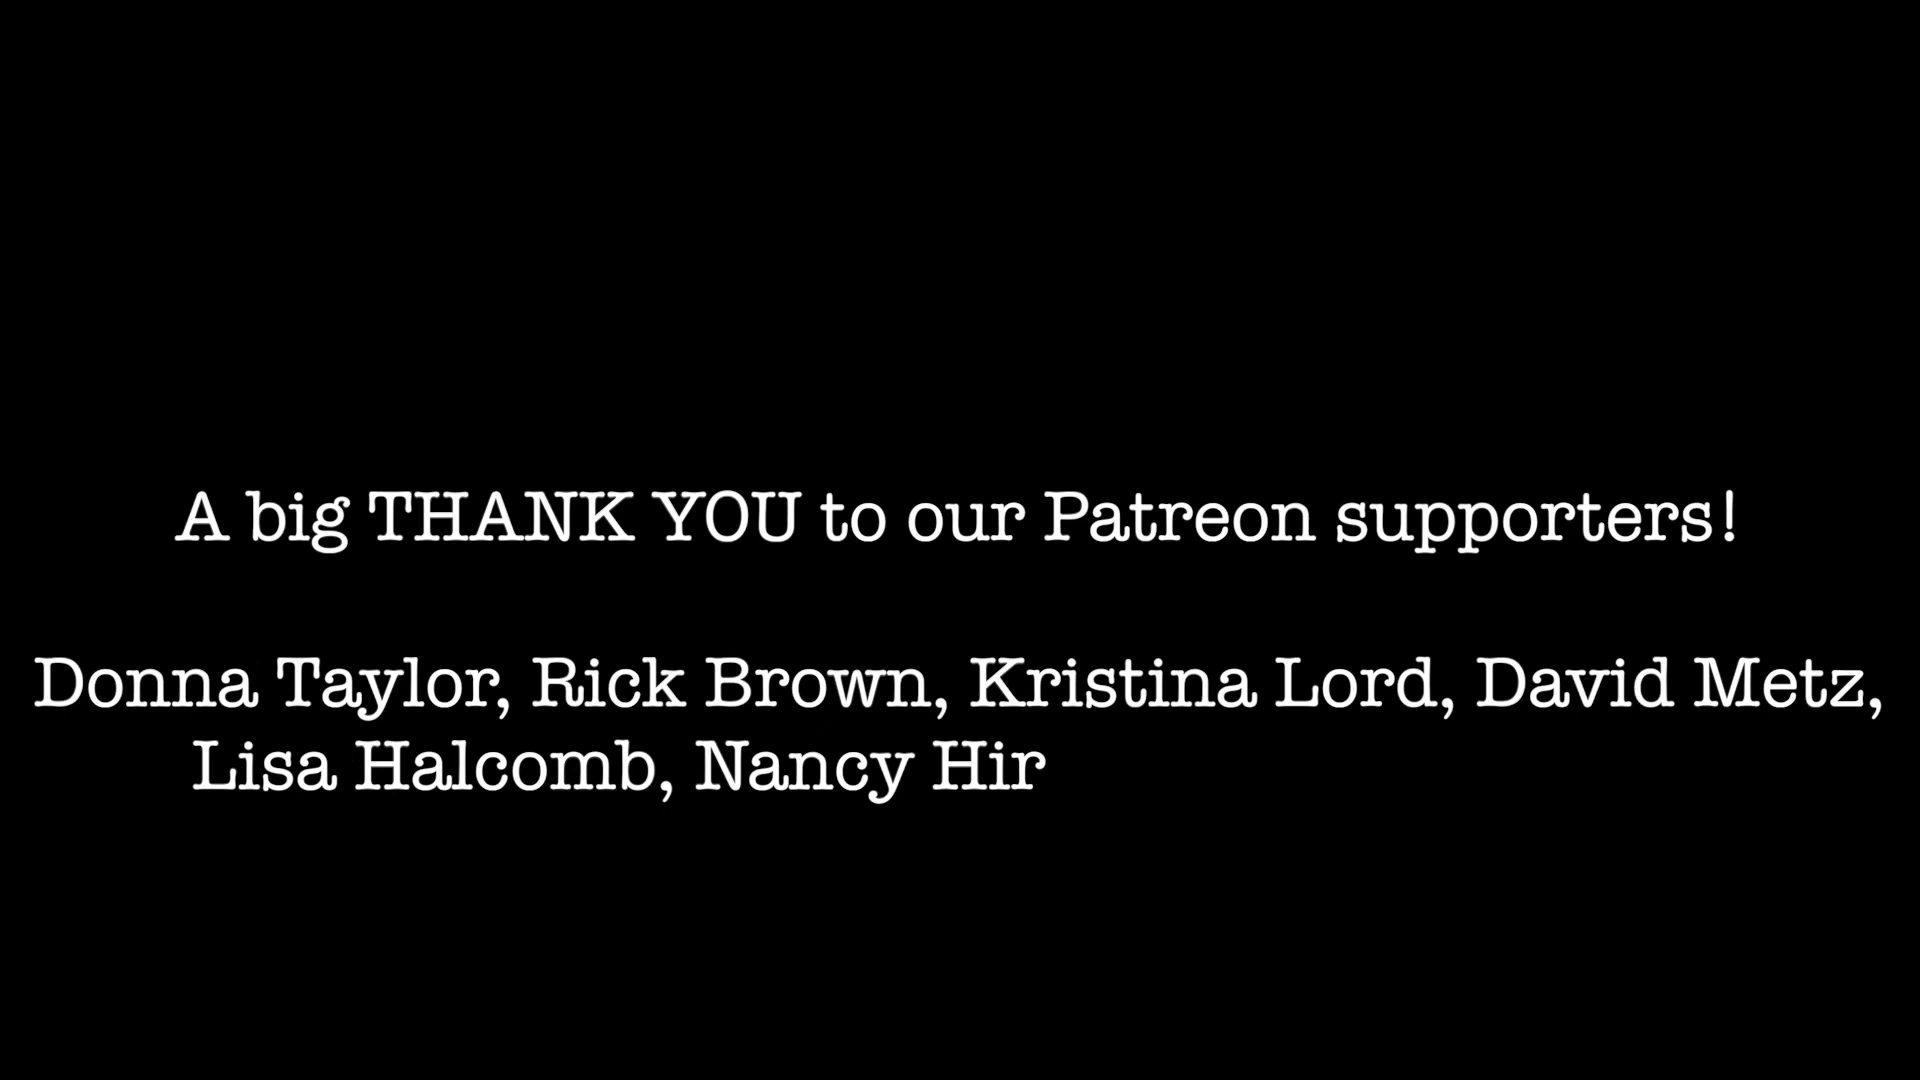 A big THANK YOU to our Patreon supporters!
Donna Taylor, Rick Brown, Kristina Lord, David Metz,
Lisa Halcomb, Nancy Hir